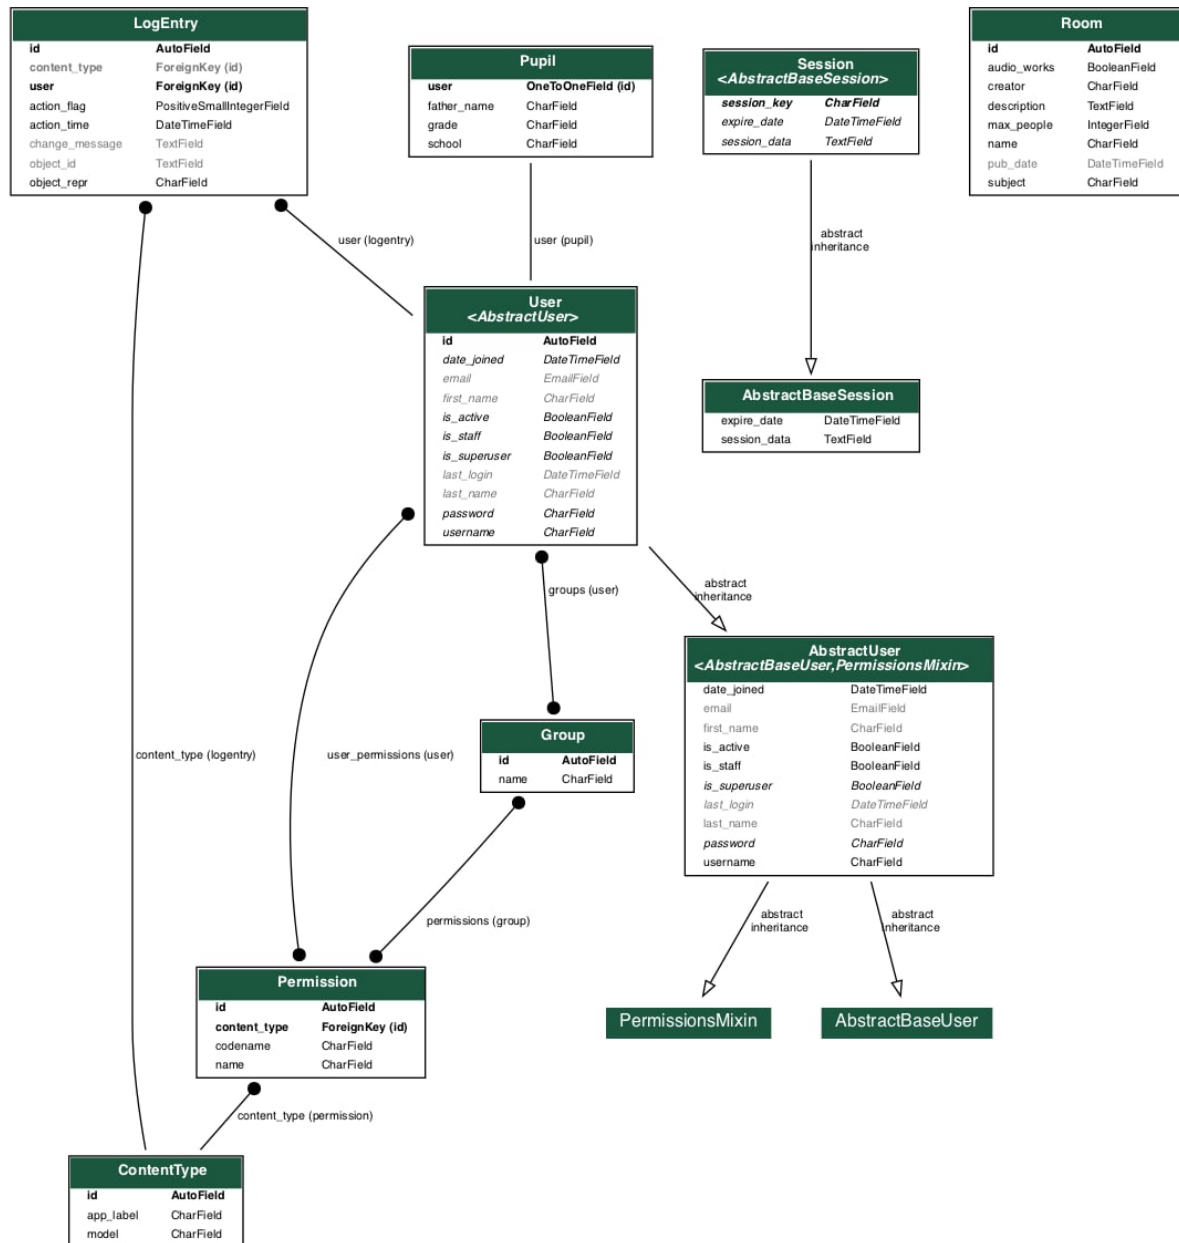 LogEntry
id AutoField
content_type ForeignKey (id)
user ForeignKey (id)
action_flag PositiveSmallIntegerField
action_time DateTimeField
change_message TextField
object_id TextField
object_repr CharField
Pupil
user OneToOneField (id)
father_name CharField
grade CharField
school CharField
Session
<AbstractBaseSession>
session_key CharField
expire_date DateTimeField
session_data TextField
Room
id AutoField
audio_works BooleanField
creator CharField
description TextField
max_people IntegerField
name CharField
pub_date DateTimeField
subject CharField
user (logentry)
user (pupil)
abstract
inheritance
User
<AbstractUser>
id AutoField
date_joined DateTimeField
email EmailField
first_name CharField
is_active BooleanField
is_staff BooleanField
is_superuser BooleanField
last_login DateTimeField
last_name CharField
password CharField
username CharField
AbstractBaseSession
expire_date DateTimeField
session_data TextField
groups (user)
abstract
inheritance
AbstractUser
<AbstractBaseUser,PermissionsMixin>
date_joined DateTimeField
email EmailField
first_name CharField
is_active BooleanField
is_staff BooleanField
is_superuser BooleanField
last_login DateTimeField
last_name CharField
password CharField
username CharField
content_type (logentry)
user_permissions (user)
Group
id AutoField
name CharField
permissions (group)
abstract
inheritance
abstract
inheritance
Permission
id AutoField
content_type ForeignKey (id)
codename CharField
name CharField
PermissionsMixin
AbstractBaseUser
content_type (permission)
ContentType
id AutoField
app_label CharField
model CharField